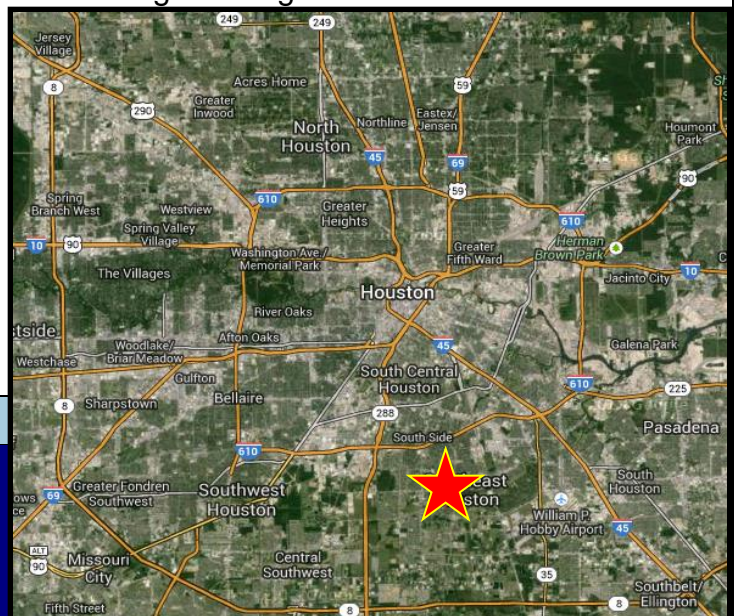 249
249
Jersey
Village
8
Acres Home
59
290
Greater
Inwood
North
Houston
Northline
Eastex/
Jensen
Houmont
Park
45
69
90
59
Spring
Branch West
Westview
610
Greater
Heights
610
Spring Valley
Village
10
90
Washington Ave./
Memorial Park
Greater
Fifth Ward
Herman
Brown Park
The Villages
Jacinto City
10
Houston
River Oaks
Woodlake/
Briar Meadow
Afton Oaks
45
Galena Park
Westchase
Gulfton
South Central
Houston
610
225
8
Sharpstown
Bellaire
288
Pasadena
South Side
610
69
Greater Fondren
Southwest
Southwest
Houston
South
Houston
William P.
Hobby Airport
45
ALT
90
Missouri
City
Central
Southwest
35
Southbelt/
Ellington
Fifth Street
8
8